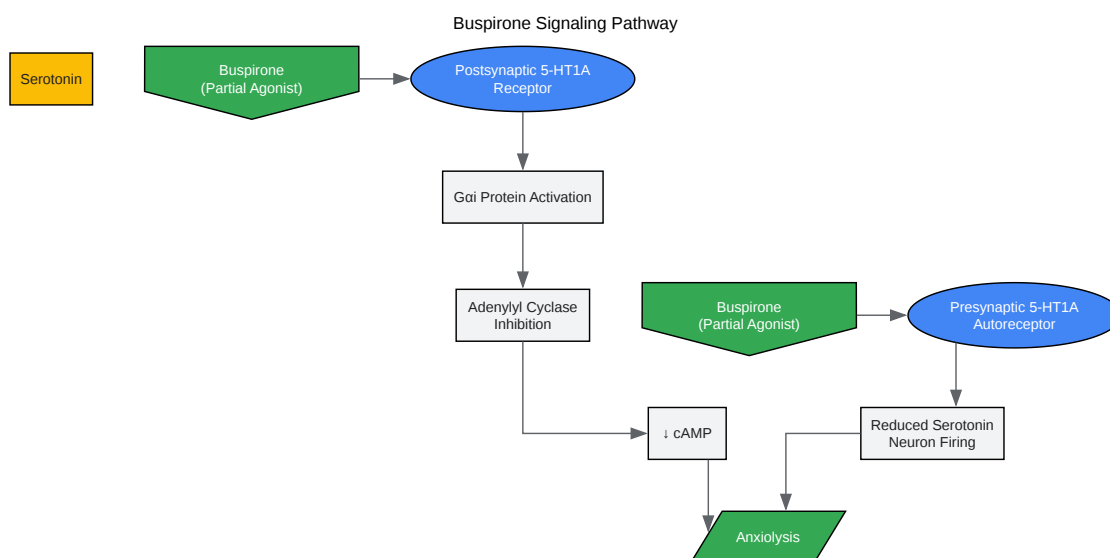 Buspirone Signaling Pathway
Serotonin
Buspirone
(Partial Agonist)
Postsynaptic 5-HT1A
Receptor
Gαi Protein Activation
Adenylyl Cyclase
Inhibition
Buspirone
(Partial Agonist)
Presynaptic 5-HT1A
Autoreceptor
↓ cAMP
Reduced Serotonin
Neuron Firing
Anxiolysis